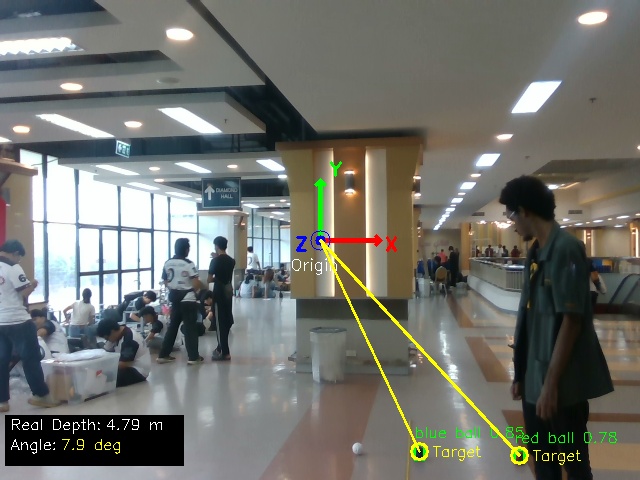 DIAMOND
HALL
Y
Z
X
Origin
Real Depth: 4.79 m
Angle: 7.9 deg
blue ball 0.85
red ball 0.78
Target
Target